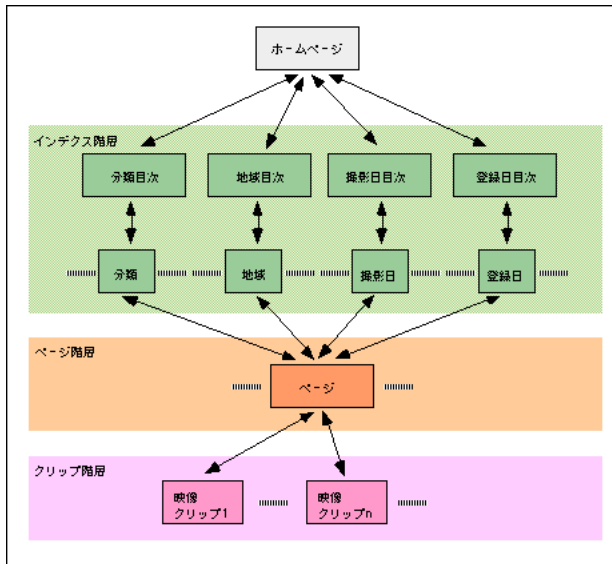 ホームページ
インデクス階層
分類目次
地域目次
撮影日目次
登録日目次
分類
地域
撮影日
登録日
ページ階層
ページ
クリップ階層
映像
クリップ1
映像
クリップn